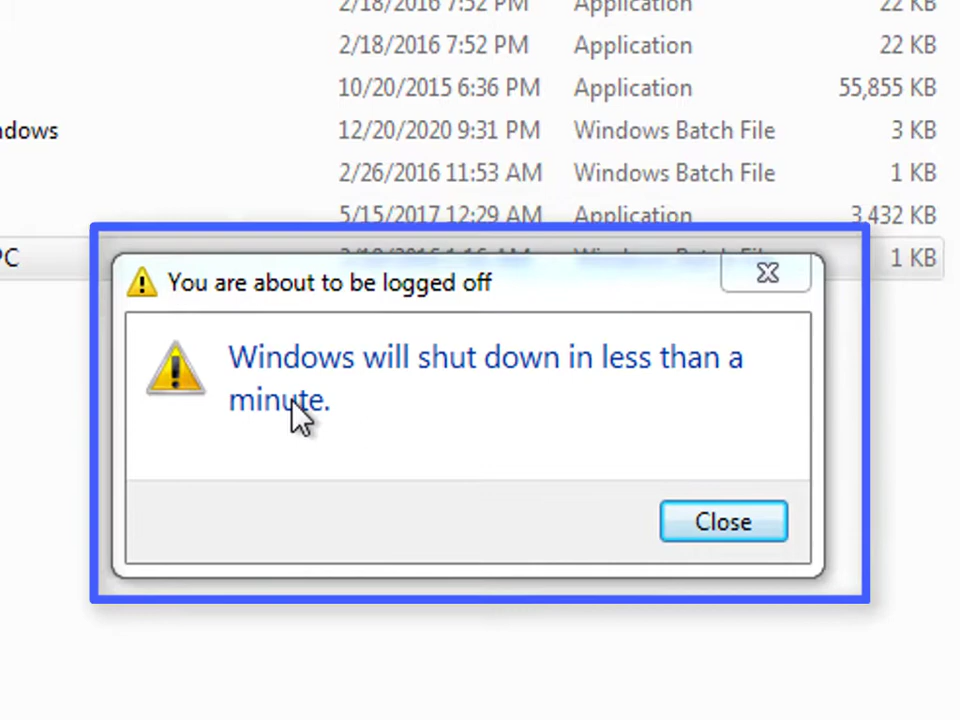 2/18/2016 7:52 PM Application 22 KB
2/18/2016 7:52 PM Application 22 KB
10/20/2015 6:36 PM Application 55,855 KB
ndows 12/20/2020 9:31 PM Windows Batch File 3 KB
2/26/2016 11:53 AM Windows Batch File 1 KB
5/15/2017 12:29 AM Application 3,432 KB
PC Windows Batch File 1 KB
You are about to be logged off
Windows will shut down in less than a
minute.
Close